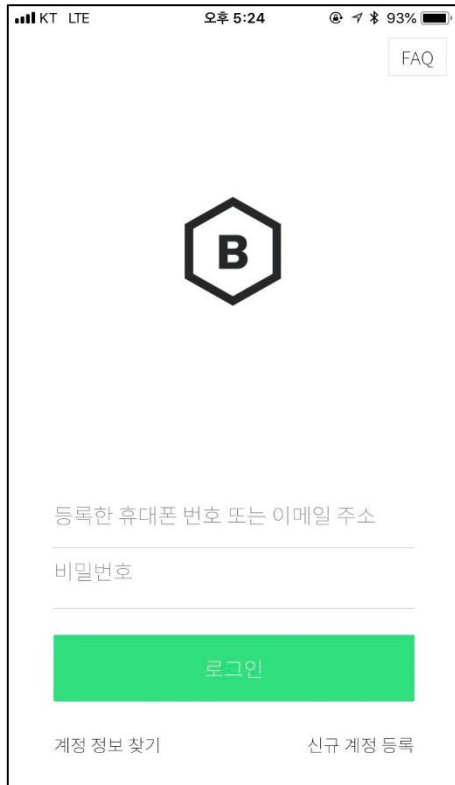 KT LTE 오후 5:24 93%
FAQ
B
등록한 휴대폰 번호 또는 이메일 주소
비밀번호
로그인
계정 정보 찾기 신규 계정 등록